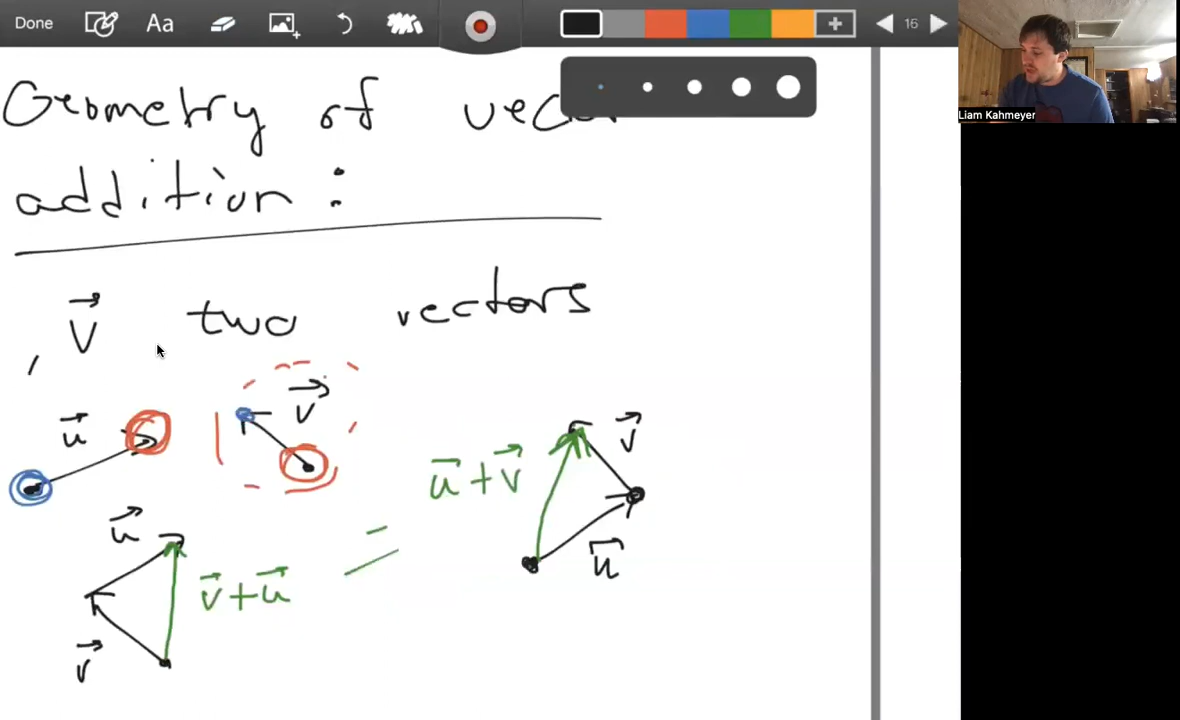 Done Aa 16
Liam Kahmeyer
Geometry of vec
addition:
, v⃗ two vectors
u⃗ v⃗
u⃗ + v⃗ v⃗
u⃗ v⃗ + u⃗ = u⃗
v⃗